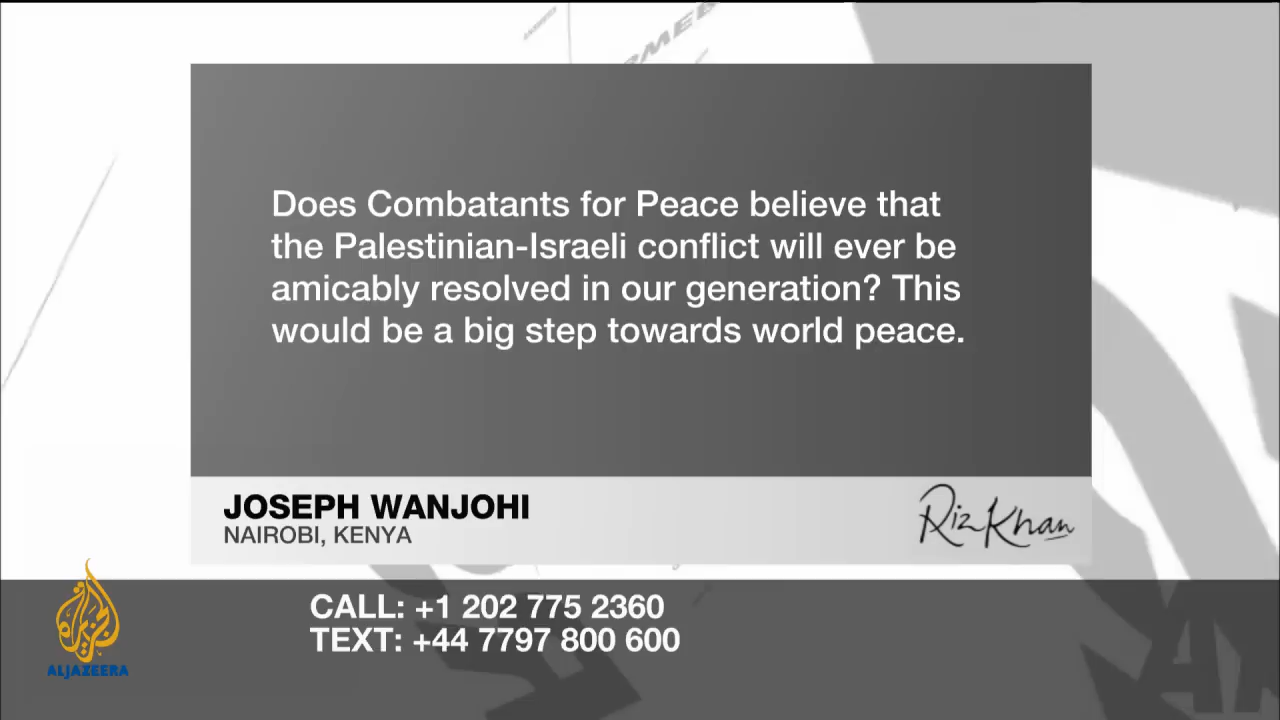 Does Combatants for Peace believe that
the Palestinian-Israeli conflict will ever be
amicably resolved in our generation? This
would be a big step towards world peace.
JOSEPH WANJOHI
NAIROBI, KENYA
Riz Khan
CALL: +1 202 775 2360
TEXT: +44 7797 800 600
الجزيرة
ALJAZEERA